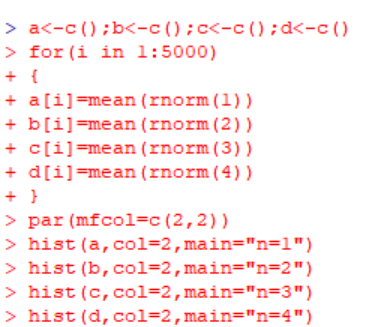 > a<-c();b<-c();c<-c();d<-c()
> for(i in 1:5000)
+ {
+ a[i]=mean(rnorm(1))
+ b[i]=mean(rnorm(2))
+ c[i]=mean(rnorm(3))
+ d[i]=mean(rnorm(4))
+ }
> par(mfcol=c(2,2))
> hist(a,col=2,main="n=1")
> hist(b,col=2,main="n=2")
> hist(c,col=2,main="n=3")
> hist(d,col=2,main="n=4")